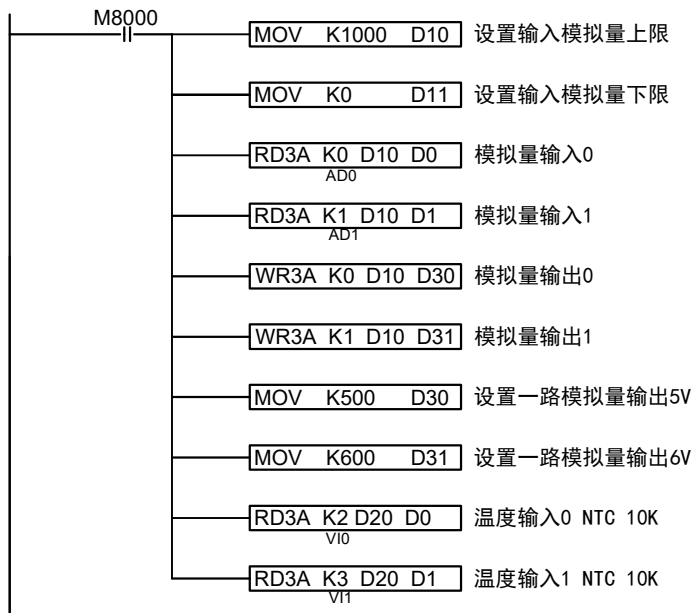 M8000
MOV K1000 D10 设置输入模拟量上限
MOV K0 D11 设置输入模拟量下限
RD3A K0 D10 D0 模拟量输入0
AD0
RD3A K1 D10 D1 模拟量输入1
AD1
WR3A K0 D10 D30 模拟量输出0
WR3A K1 D10 D31 模拟量输出1
MOV K500 D30 设置一路模拟量输出5V
MOV K600 D31 设置一路模拟量输出6V
RD3A K2 D20 D0 温度输入0 NTC 10K
VI0
RD3A K3 D20 D1 温度输入1 NTC 10K
VI1